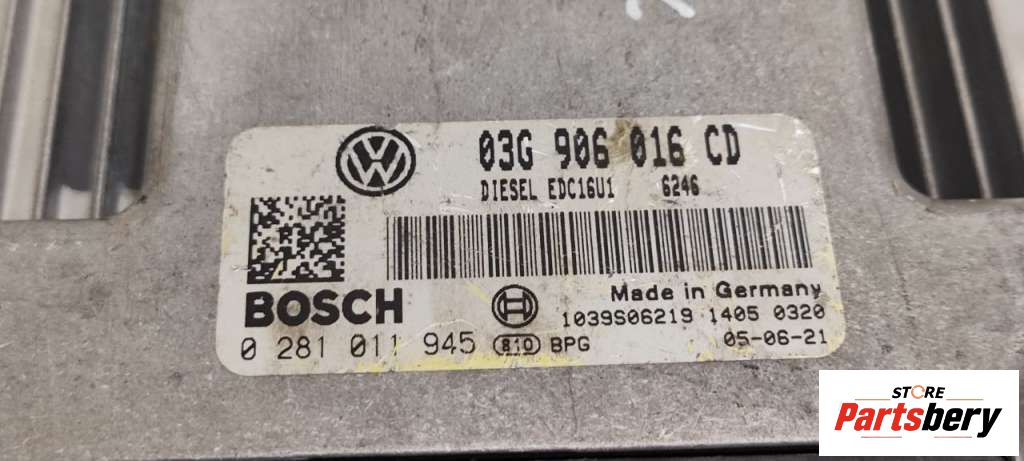 VW
03G 906 016 CD
DIESEL EDC16U1 6246
BOSCH
Made in Germany
1039S06219 1405 0320
0 281 011 945 810 BPG 05-06-21
STORE
Partsbery